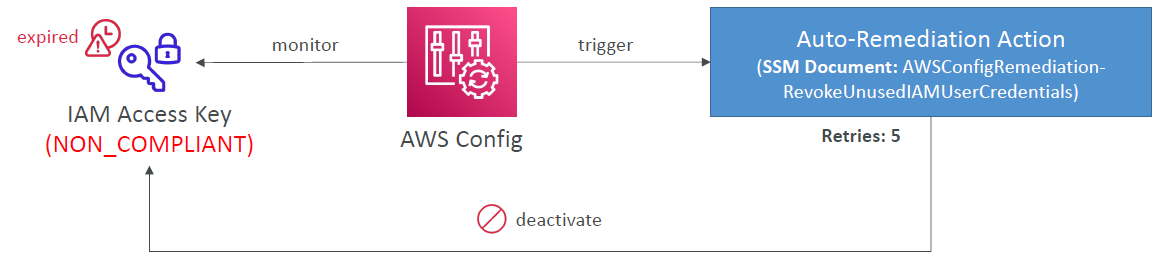 expired
monitor
trigger
Auto-Remediation Action
(SSM Document: AWSConfigRemediation-
RevokeUnusedIAMUserCredentials)
IAM Access Key
(NON_COMPLIANT)
AWS Config
Retries: 5
deactivate